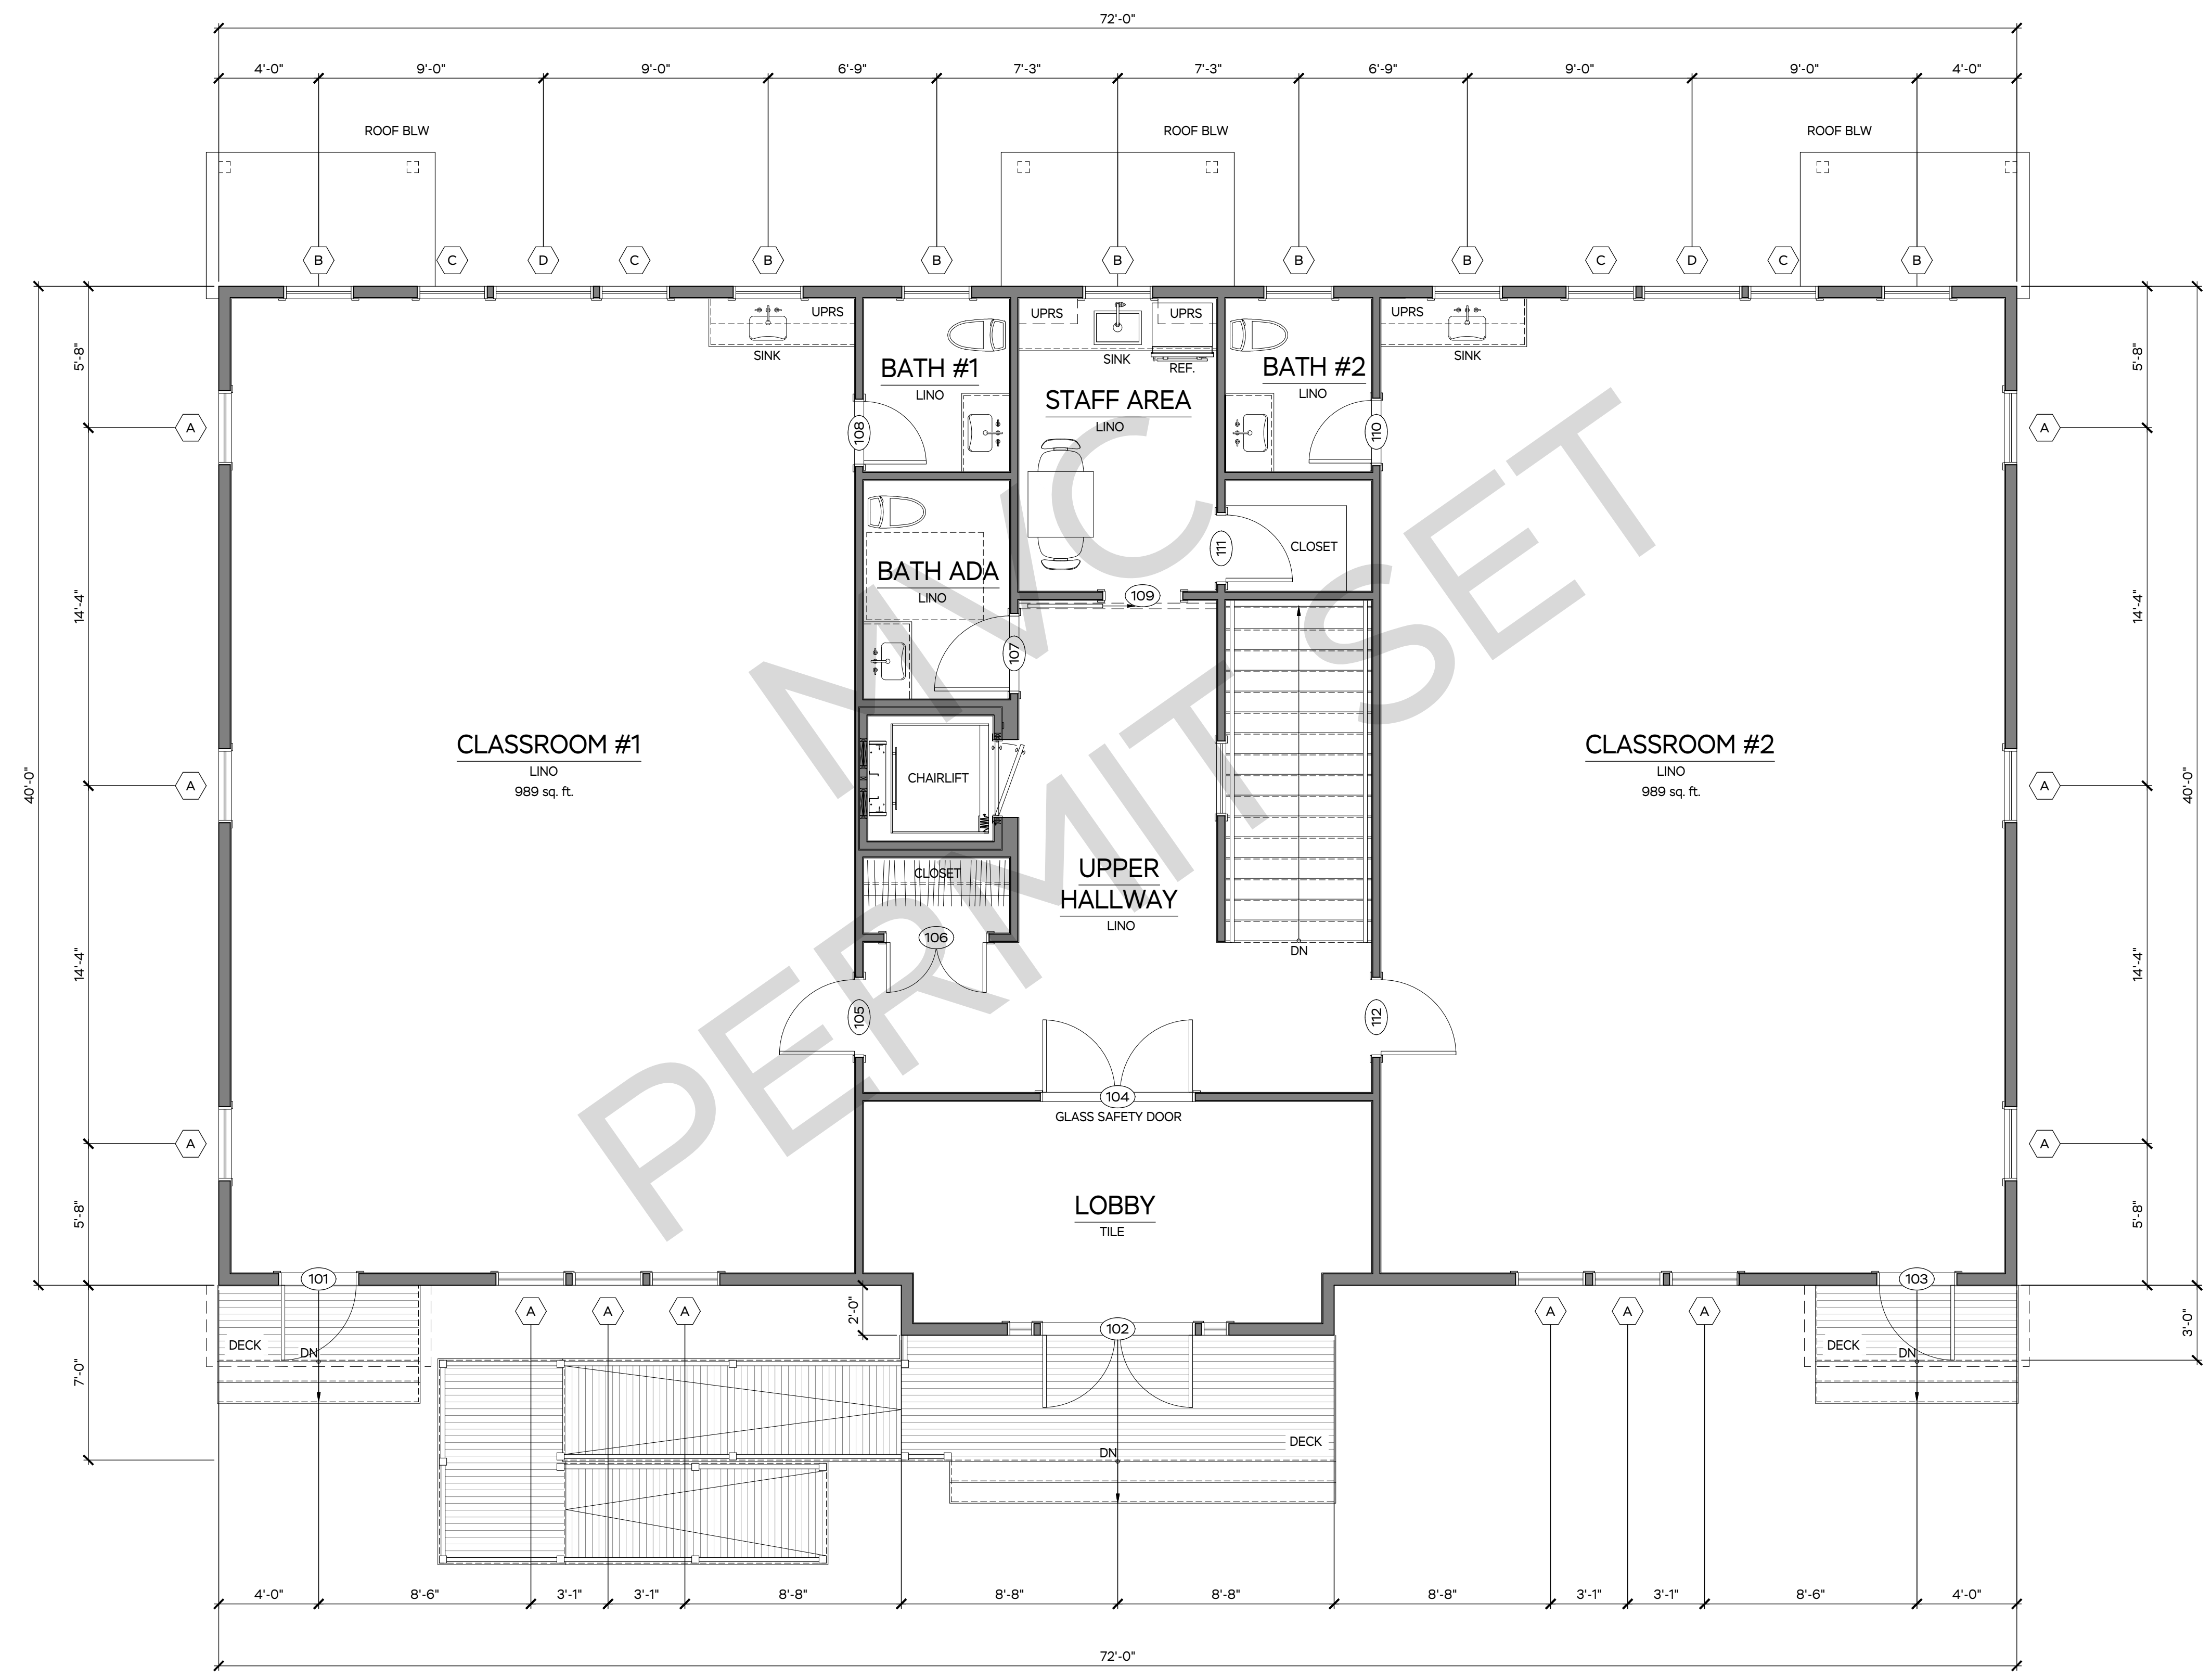 72'-0"
4'-0" 9'-0" 9'-0" 6'-9" 7'-3" 7'-3" 6'-9" 9'-0" 9'-0" 4'-0"
ROOF BLW ROOF BLW ROOF BLW
B C D C B B B B B C D C B
UPRS UPRS UPRS UPRS
SINK SINK REF. SINK
5'-8" 5'-8"
BATH #1
LINO
BATH #2
LINO
STAFF AREA
LINO
A 108 110 A
111 CLOSET
BATH ADA
LINO
109
14'-4" 14'-4"
107
MVC
PERMIT SET
CLASSROOM #1
LINO
989 sq. ft.
CHAIRLIFT
CLASSROOM #2
LINO
989 sq. ft.
40'-0" A A 40'-0"
CLOSET
UPPER
HALLWAY
LINO
106
DN
14'-4" 14'-4"
105 112
104
GLASS SAFETY DOOR
A A
LOBBY
TILE
5'-8" 5'-8"
101 103
A A A 2'-0" 102 A A A
DECK DN DECK DN 3'-0"
7'-0"
DN DECK
4'-0" 8'-6" 3'-1" 3'-1" 8'-8" 8'-8" 8'-8" 8'-8" 3'-1" 3'-1" 8'-6" 4'-0"
72'-0"